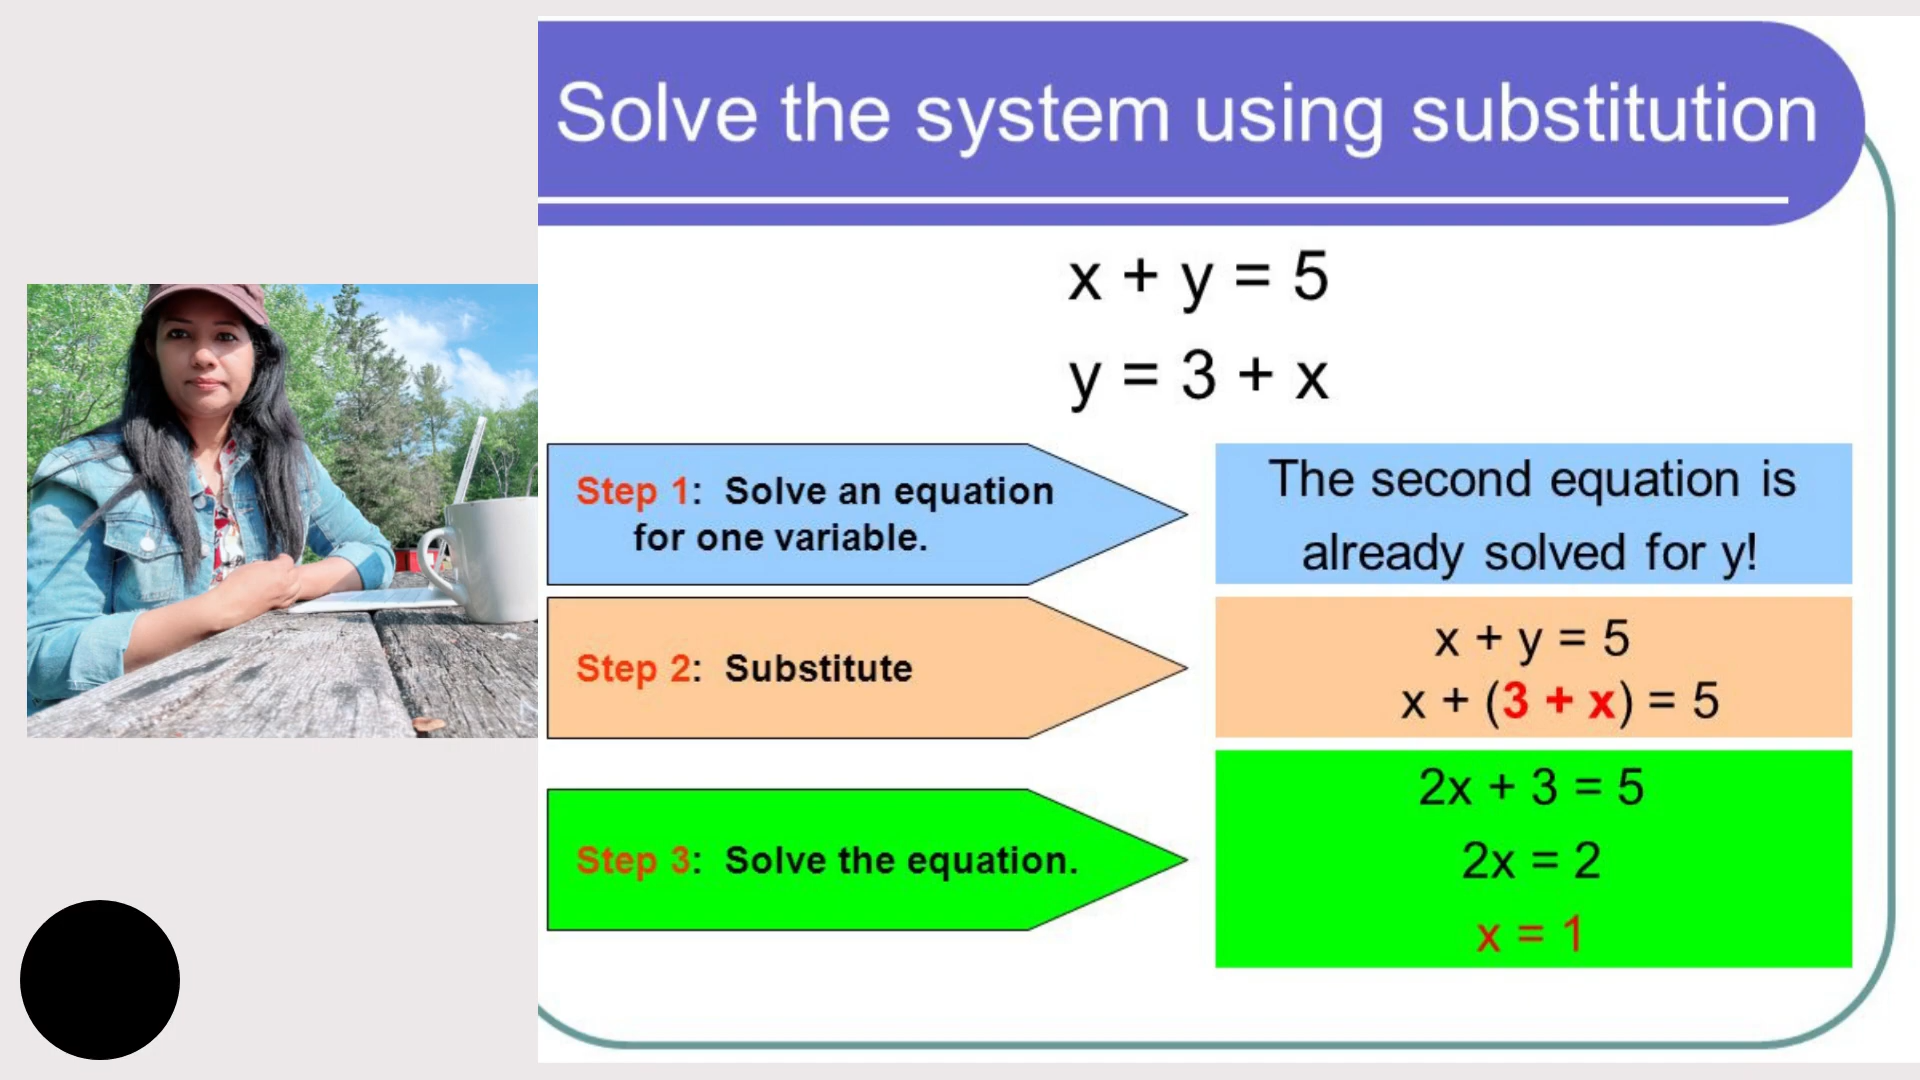 Solve the system using substitution
x + y = 5
y = 3 + x
Step 1: Solve an equation
for one variable.
The second equation is
already solved for y!
Step 2: Substitute
x + y = 5
x + (3 + x) = 5
Step 3: Solve the equation.
2x + 3 = 5
2x = 2
x = 1